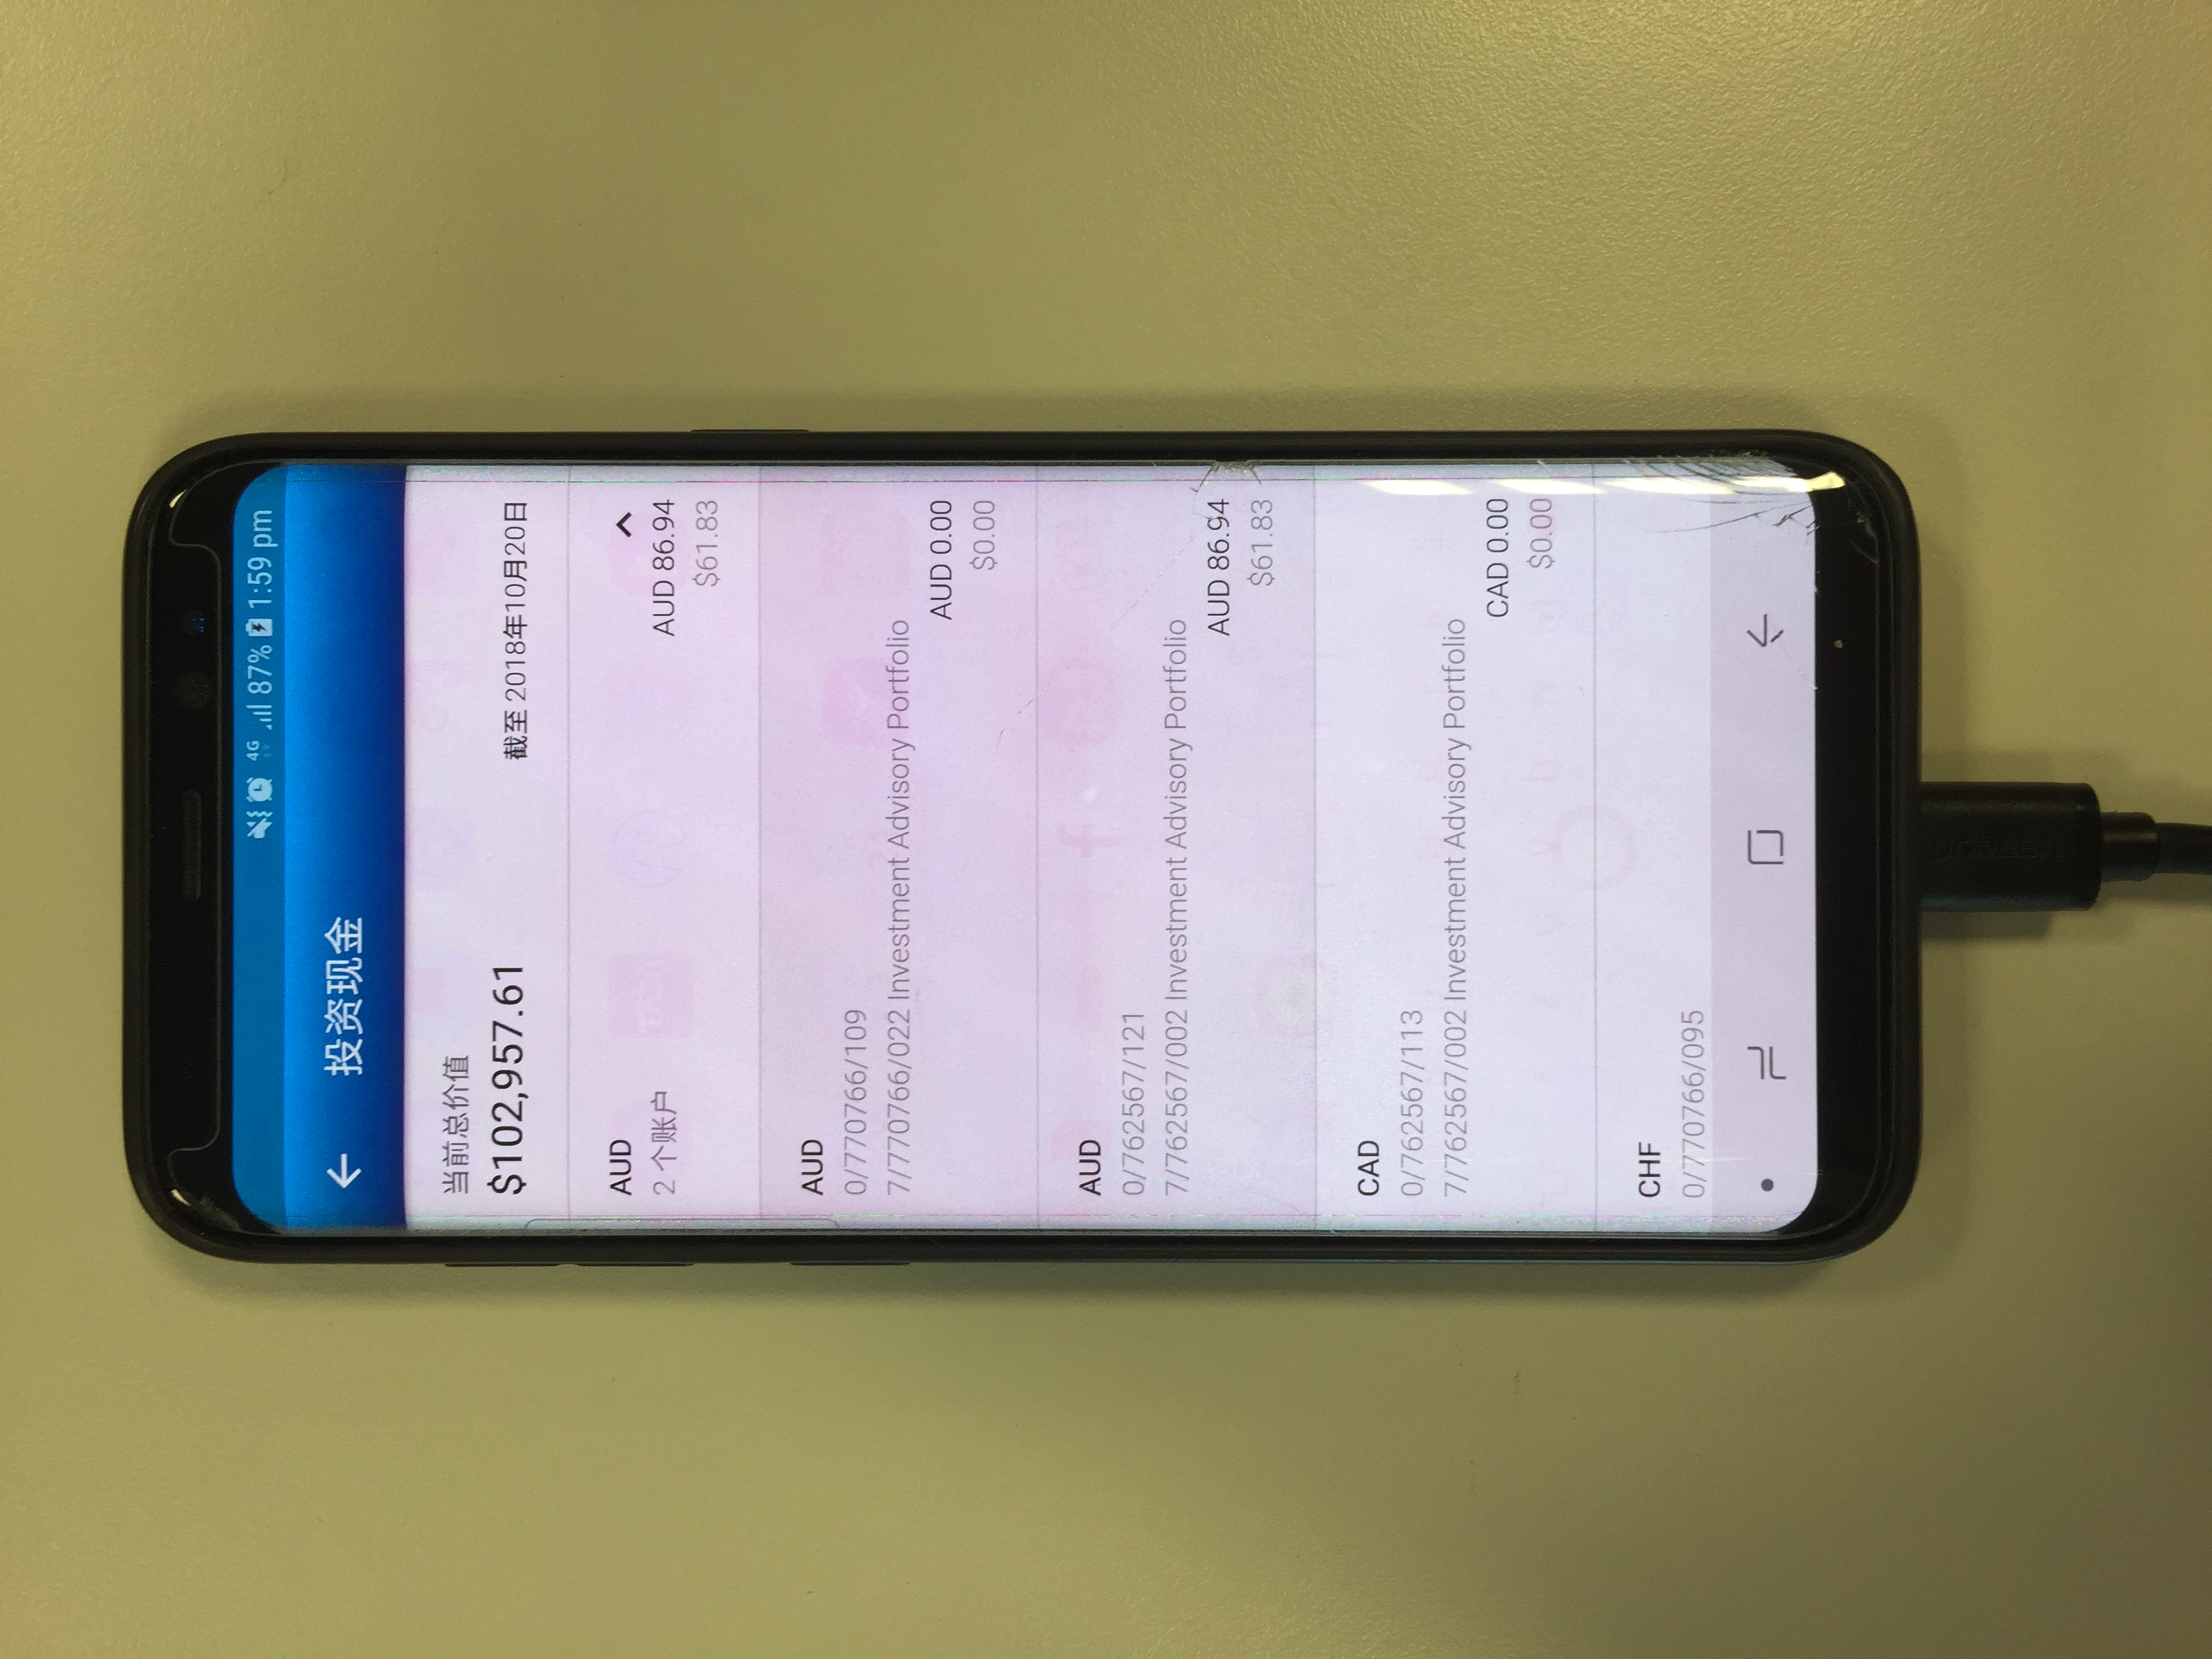 4G 87% 1:59 pm
投资现金
当前总价值
$102,957.61 截至 2018年10月20日
AUD
2 个账户 AUD 86.94
$61.83
AUD
0/770766/109
7/770766/022 Investment Advisory Portfolio
AUD 0.00
$0.00
AUD
0/762567/121
7/762567/002 Investment Advisory Portfolio
AUD 86.94
$61.83
CAD
0/762567/113
7/762567/002 Investment Advisory Portfolio
CAD 0.00
$0.00
CHF
0/770766/095